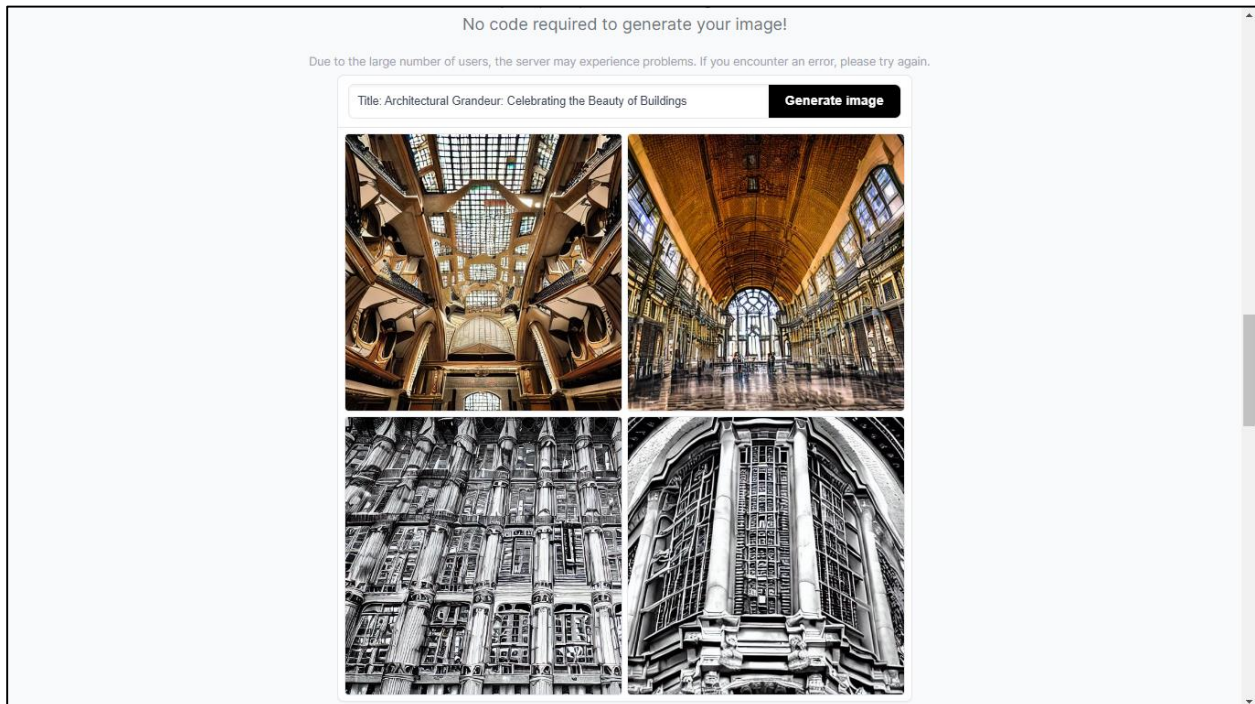 No code required to generate your image!
Due to the large number of users, the server may experience problems. If you encounter an error, please try again.
Title: Architectural Grandeur: Celebrating the Beauty of Buildings
Generate image